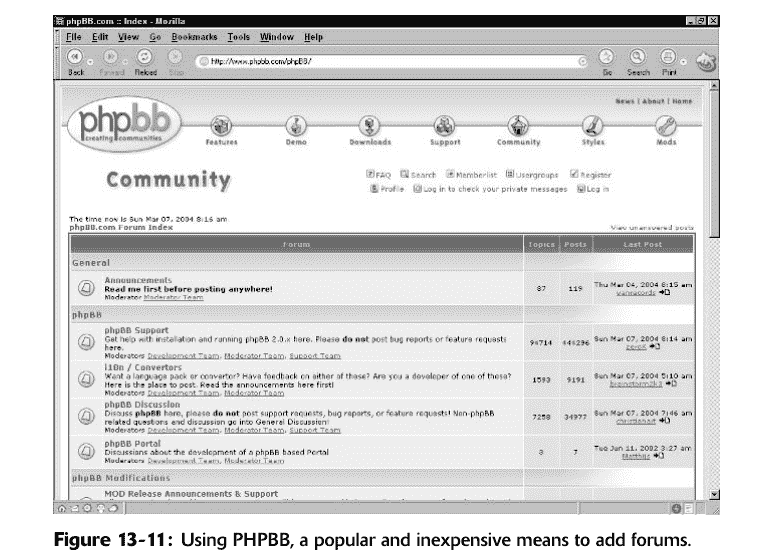 phpBB.com :: Index - Mozilla
File Edit View Go Bookmarks Tools Window Help
Back Forward Reload Stop http://www.phpbb.com/phpBB/ Go Search Print
News | About | Home
phpbb
creating communities
Features Demo Downloads Support Community Styles Mods
Community
FAQ Search Memberlist Usergroups Register
Profile Log in to check your private messages Log in
The time now is Sun Mar 07, 2004 8:16 am
phpBB.com Forum Index View unanswered posts
Forum Topics Posts Last Post
General
Announcements
Read me first before posting anywhere!
Moderator Moderator Team
87 119 Thu Mar 04, 2004 8:15 am
phpBB
phpBB Support
Get help with installation and running phpBB 2.0.x here. Please do not post bug reports or feature requests
here.
Moderators Development Team, Moderator Team, Support Team
Sun Mar 07, 2004 8:14 am
i18n / Convertors
Want a language pack or convertor? Have feedback on either of these? Are you a developer of one of these?
Here is the place to post. Read the announcements here first!
1593 9191 Sun Mar 07, 2004 5:10 am
phpBB Discussion
Discuss phpBB here, please do not post support requests, bug reports, or feature requests! Non-phpBB
related questions and discussion go into General Discussion!
Moderators Development Team, Moderator Team, Support Team
7258 34977 Sun Mar 07, 2004 7:46 am
phpBB Portal
Discussions about the development of a phpBB based Portal
Moderators Development Team, Moderator Team
3 7 Tue Jun 11, 2002 3:27 am
phpBB Modifications
MOD Release Announcements & Support
Figure 13-11: Using PHPBB, a popular and inexpensive means to add forums.